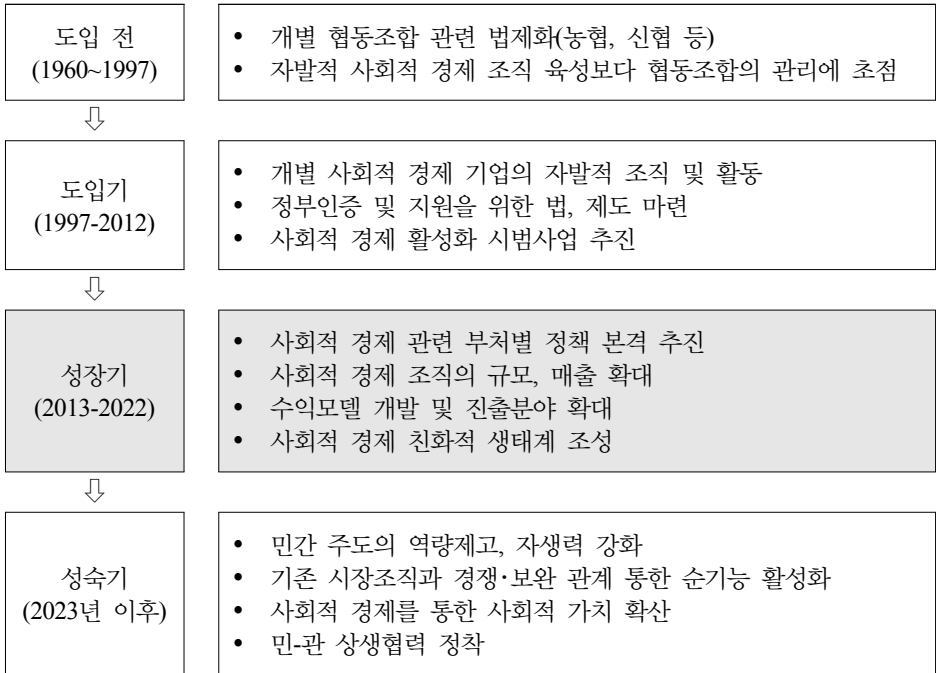 도입 전
(1960~1997)
• 개별 협동조합 관련 법제화(농협, 신협 등)
• 자발적 사회적 경제 조직 육성보다 협동조합의 관리에 초점
⇩
도입기
(1997-2012)
• 개별 사회적 경제 기업의 자발적 조직 및 활동
• 정부인증 및 지원을 위한 법, 제도 마련
• 사회적 경제 활성화 시범사업 추진
⇩
성장기
(2013-2022)
• 사회적 경제 관련 부처별 정책 본격 추진
• 사회적 경제 조직의 규모, 매출 확대
• 수익모델 개발 및 진출분야 확대
• 사회적 경제 친화적 생태계 조성
⇩
성숙기
(2023년 이후)
• 민간 주도의 역량제고, 자생력 강화
• 기존 시장조직과 경쟁･보완 관계 통한 순기능 활성화
• 사회적 경제를 통한 사회적 가치 확산
• 민-관 상생협력 정착